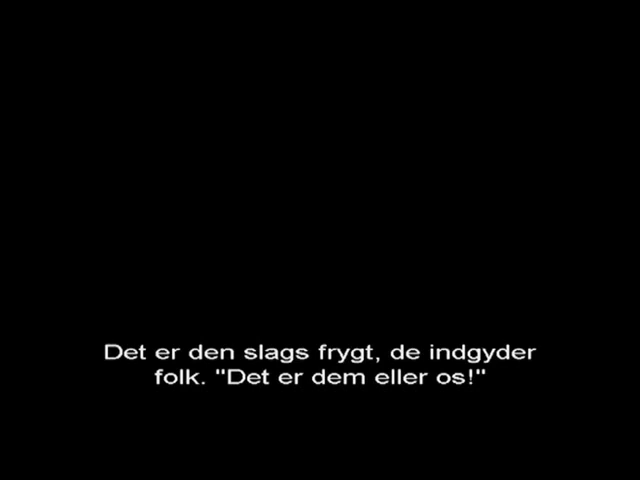 Det er den slags frygt, de indgyder
folk. "Det er dem eller os!"